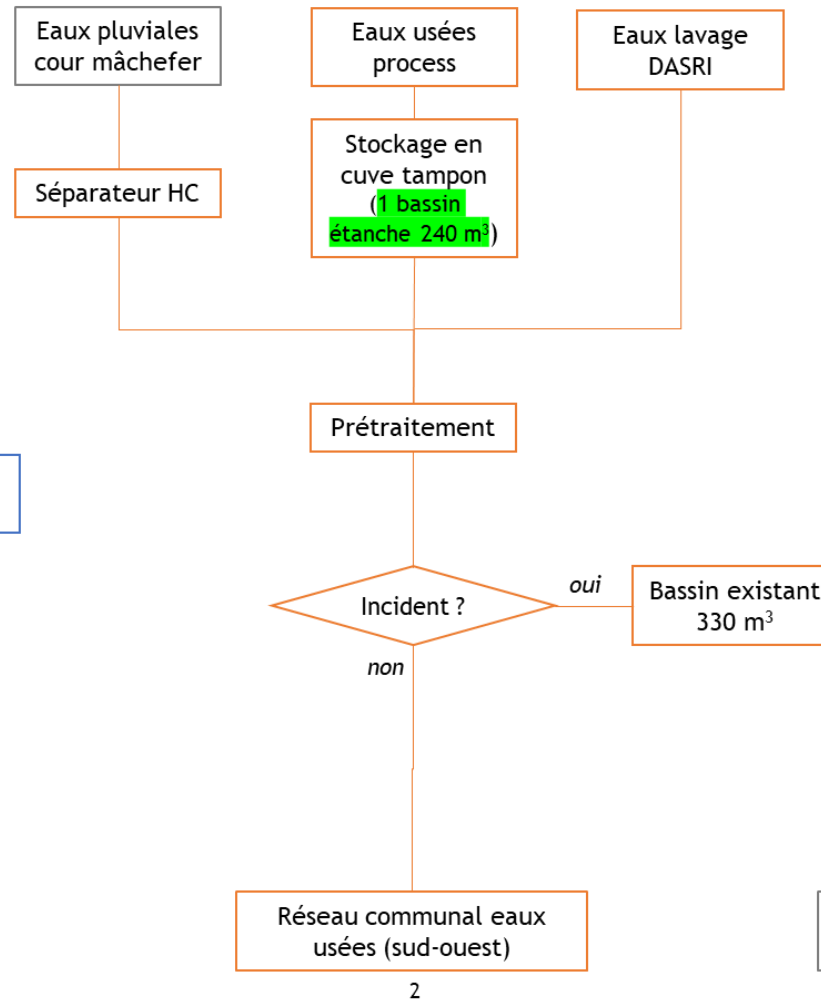 Eaux pluviales
cour mâchefer
Eaux usées
process
Eaux lavage
DASRI
Séparateur HC
Stockage en
cuve tampon
(1 bassin
étanche 240 m³)
Prétraitement
Incident ?
oui
Bassin existant
330 m³
non
Réseau communal eaux
usées (sud-ouest)
2